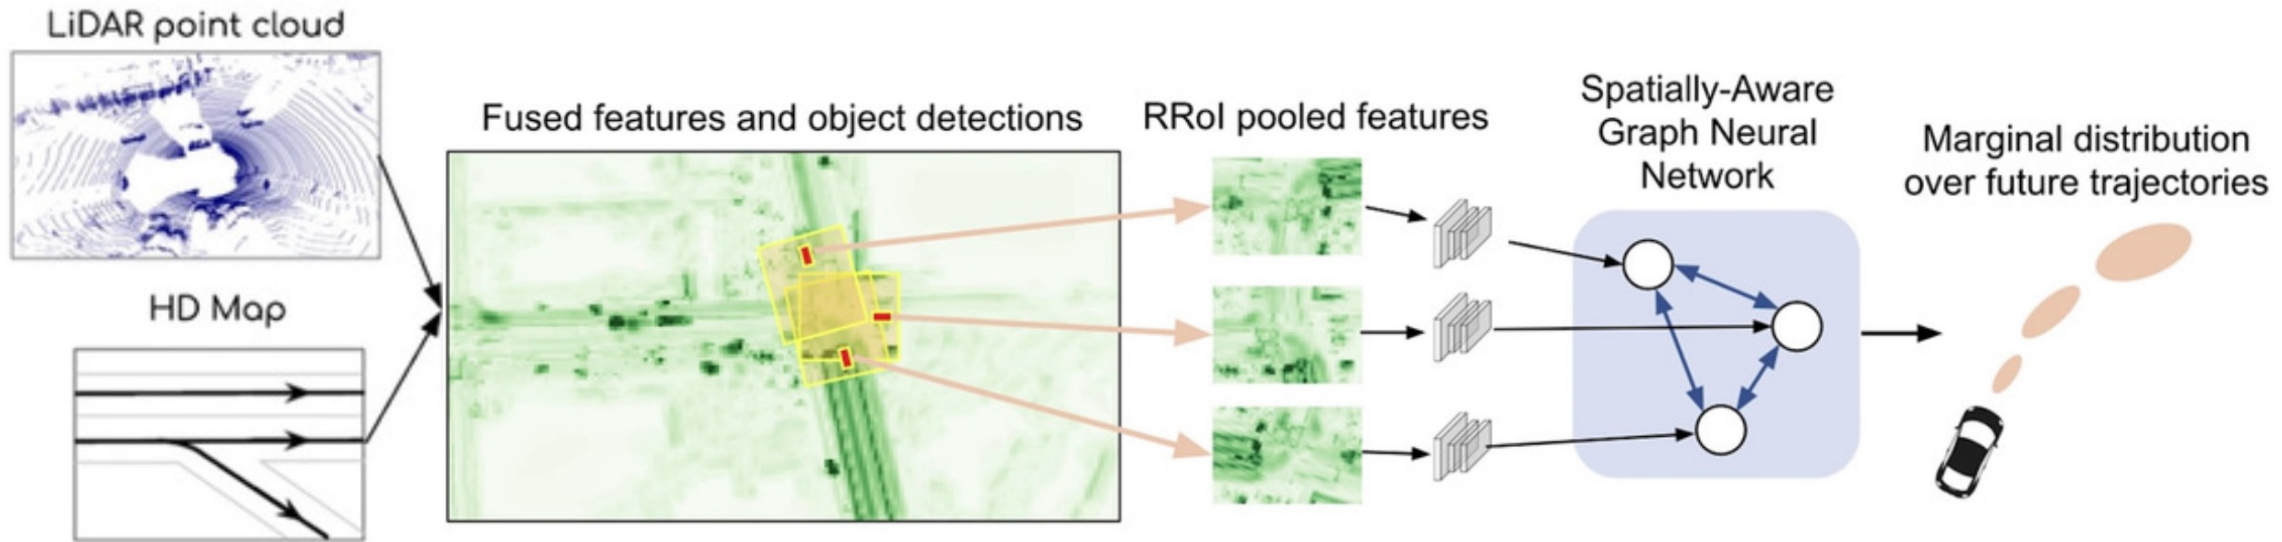 LiDAR point cloud
HD Map
Fused features and object detections
RRoI pooled features
Spatially-Aware
Graph Neural
Network
Marginal distribution
over future trajectories